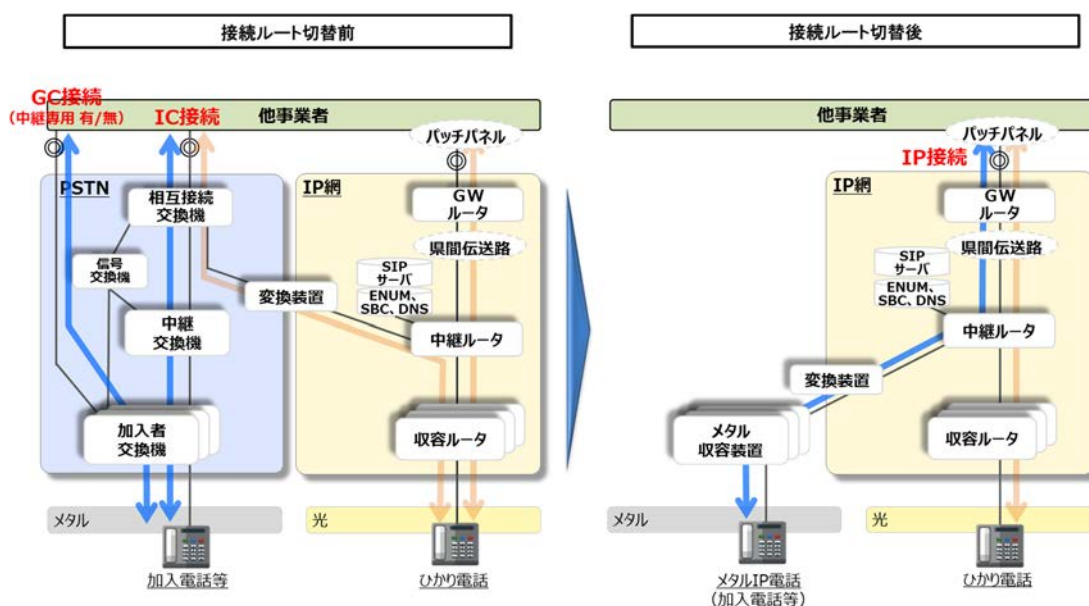 接続ルート切替前
GC接続
(中継専用 有/無)
IC接続
他事業者
パッチパネル
PSTN
相互接続
交換機
信号
交換機
中継
交換機
加入者
交換機
変換装置
IP網
GW
ルータ
県間伝送路
SIP
サーバ
ENUM、
SBC、DNS
中継ルータ
収容ルータ
メタル
光
加入電話等
ひかり電話
接続ルート切替後
他事業者
パッチパネル
IP接続
IP網
GW
ルータ
県間伝送路
SIP
サーバ
ENUM、
SBC、DNS
中継ルータ
変換装置
メタル
収容装置
収容ルータ
メタル
光
メタルIP電話
(加入電話等)
ひかり電話